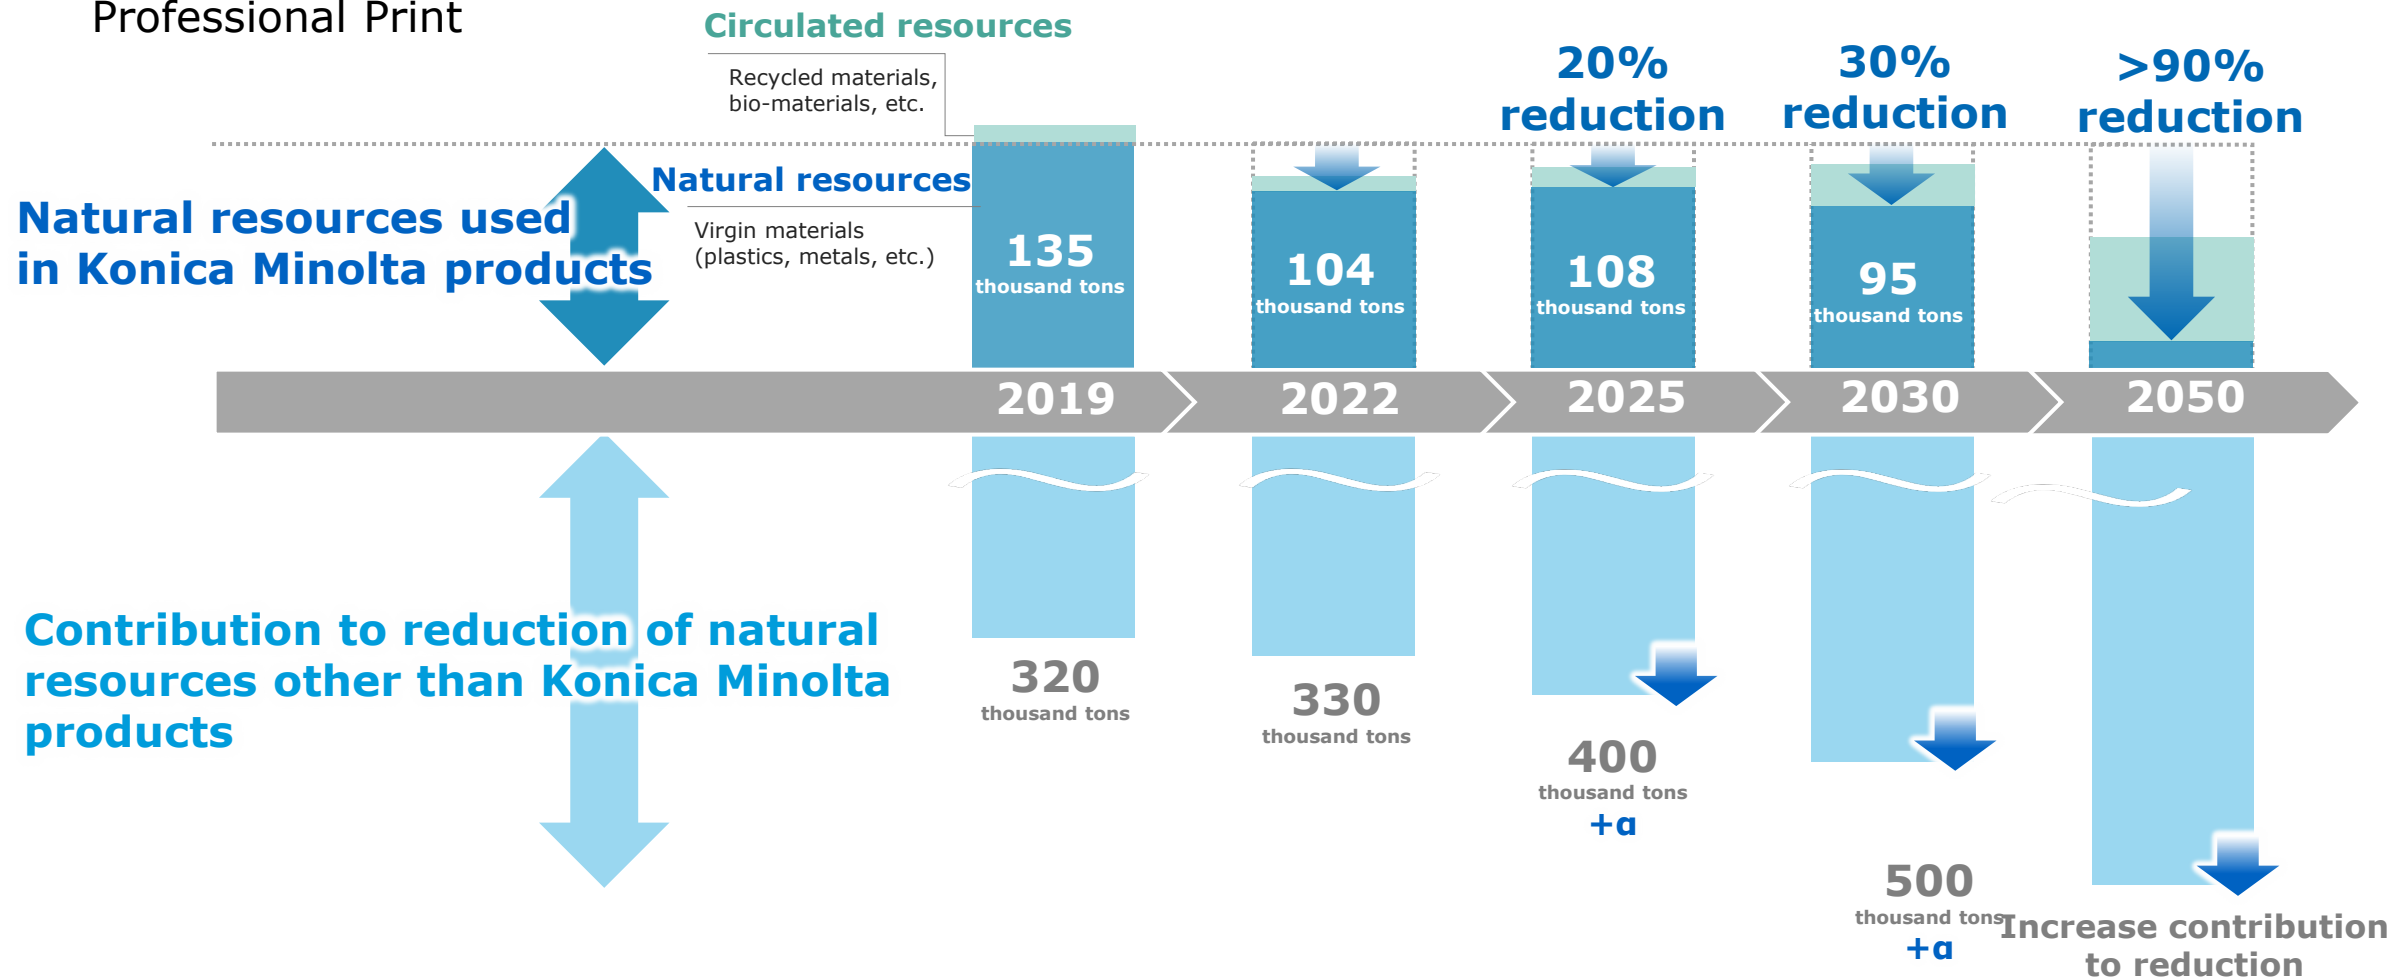 Professional Print
Circulated resources
Recycled materials,
bio-materials, etc.
20%
reduction
30%
reduction
>90%
reduction
Natural resources
Virgin materials
(plastics, metals, etc.)
Natural resources used
in Konica Minolta products
135
thousand tons
104
thousand tons
108
thousand tons
95
thousand tons
2019
2022
2025
2030
2050
Contribution to reduction of natural
resources other than Konica Minolta
products
320
thousand tons
330
thousand tons
400
thousand tons
+α
500
thousand tons
+α
Increase contribution
to reduction